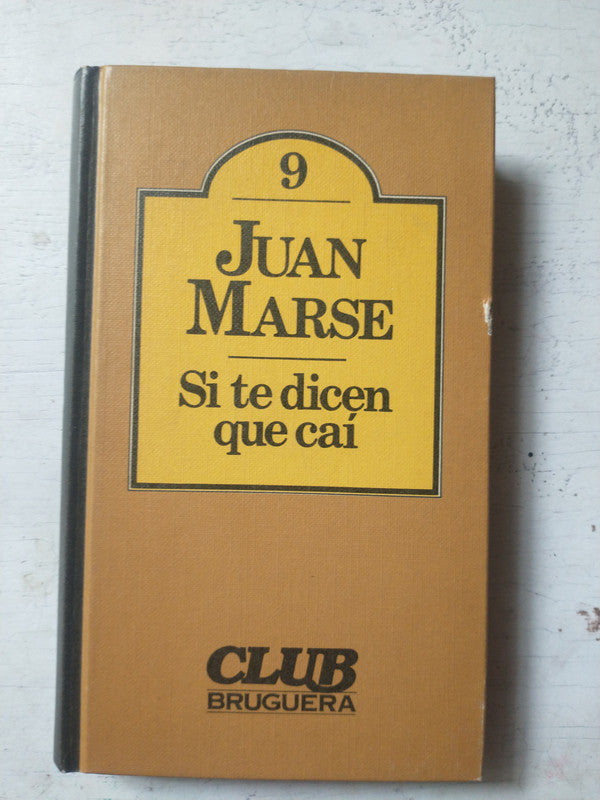 9
JUAN
MARSE
Si te dicen
que caí
CLUB
BRUGUERA